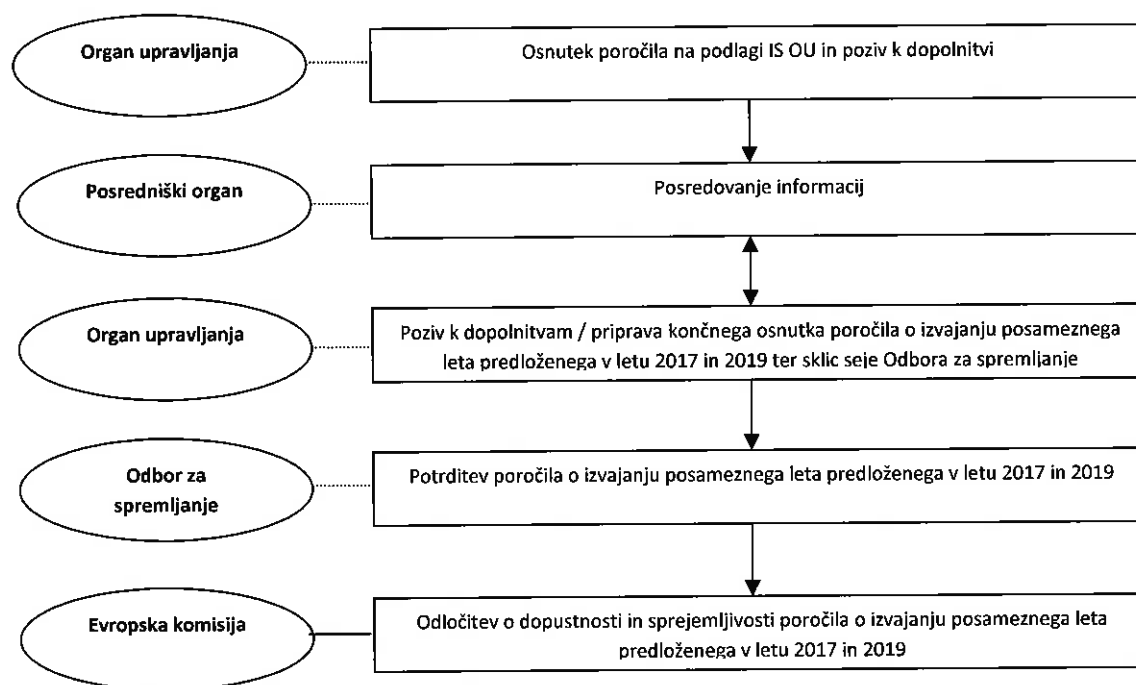 Organ upravljanja
Osnutek poročila na podlagi IS OU in poziv k dopolnitvi
Posredniški organ
Posredovanje informacij
Organ upravljanja
Poziv k dopolnitvam / priprava končnega osnutka poročila o izvajanju posameznega
leta predloženega v letu 2017 in 2019 ter sklic seje Odbora za spremljanje
Odbor za
spremljanje
Potrditev poročila o izvajanju posameznega leta predloženega v letu 2017 in 2019
Evropska komisija
Odločitev o dopustnosti in sprejemljivosti poročila o izvajanju posameznega leta
predloženega v letu 2017 in 2019